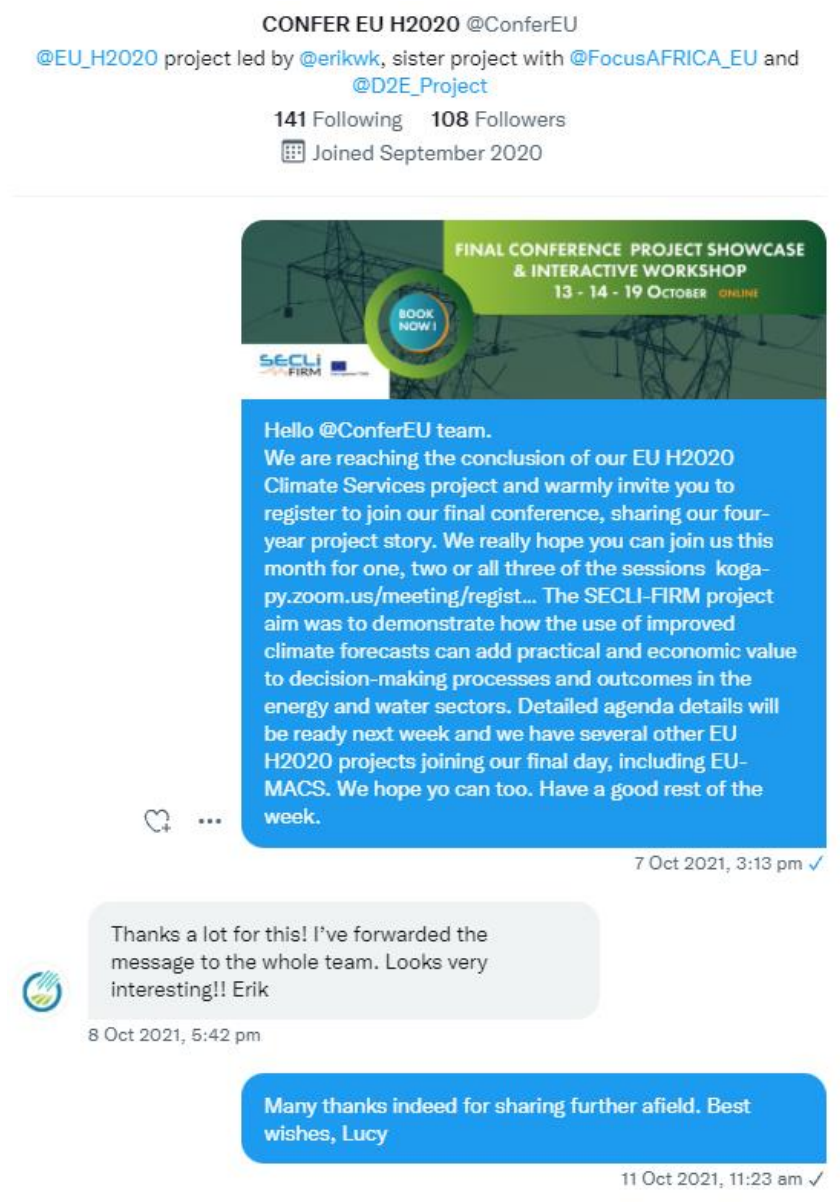 CONFER EU H2020 @ConferEU
@EU_H2020 project led by @erikwk, sister project with @FocusAFRICA_EU and
@D2E_Project
141 Following 108 Followers
Joined September 2020
FINAL CONFERENCE PROJECT SHOWCASE
& INTERACTIVE WORKSHOP
13 - 14 - 19 OCTOBER ONLINE
BOOK
NOW!
SECLI
FIRM
Hello @ConferEU team.
We are reaching the conclusion of our EU H2020
Climate Services project and warmly invite you to
register to join our final conference, sharing our four-
year project story. We really hope you can join us this
month for one, two or all three of the sessions koga-
py.zoom.us/meeting/regist... The SECLI-FIRM project
aim was to demonstrate how the use of improved
climate forecasts can add practical and economic value
to decision-making processes and outcomes in the
energy and water sectors. Detailed agenda details will
be ready next week and we have several other EU
H2020 projects joining our final day, including EU-
MACS. We hope yo can too. Have a good rest of the
week.
7 Oct 2021, 3:13 pm
Thanks a lot for this! I've forwarded the
message to the whole team. Looks very
interesting!! Erik
8 Oct 2021, 5:42 pm
Many thanks indeed for sharing further afield. Best
wishes, Lucy
11 Oct 2021, 11:23 am